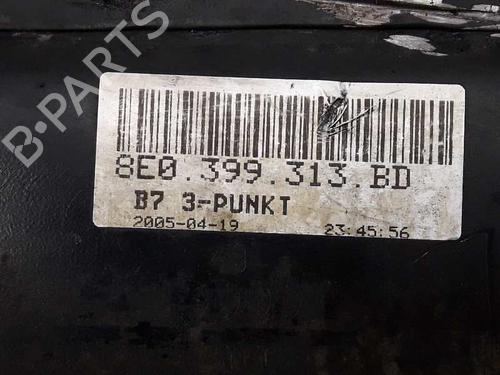 B-PARTS
8E0.399.313.BD
B7 3-PUNKT
2005-04-19 23:45:56